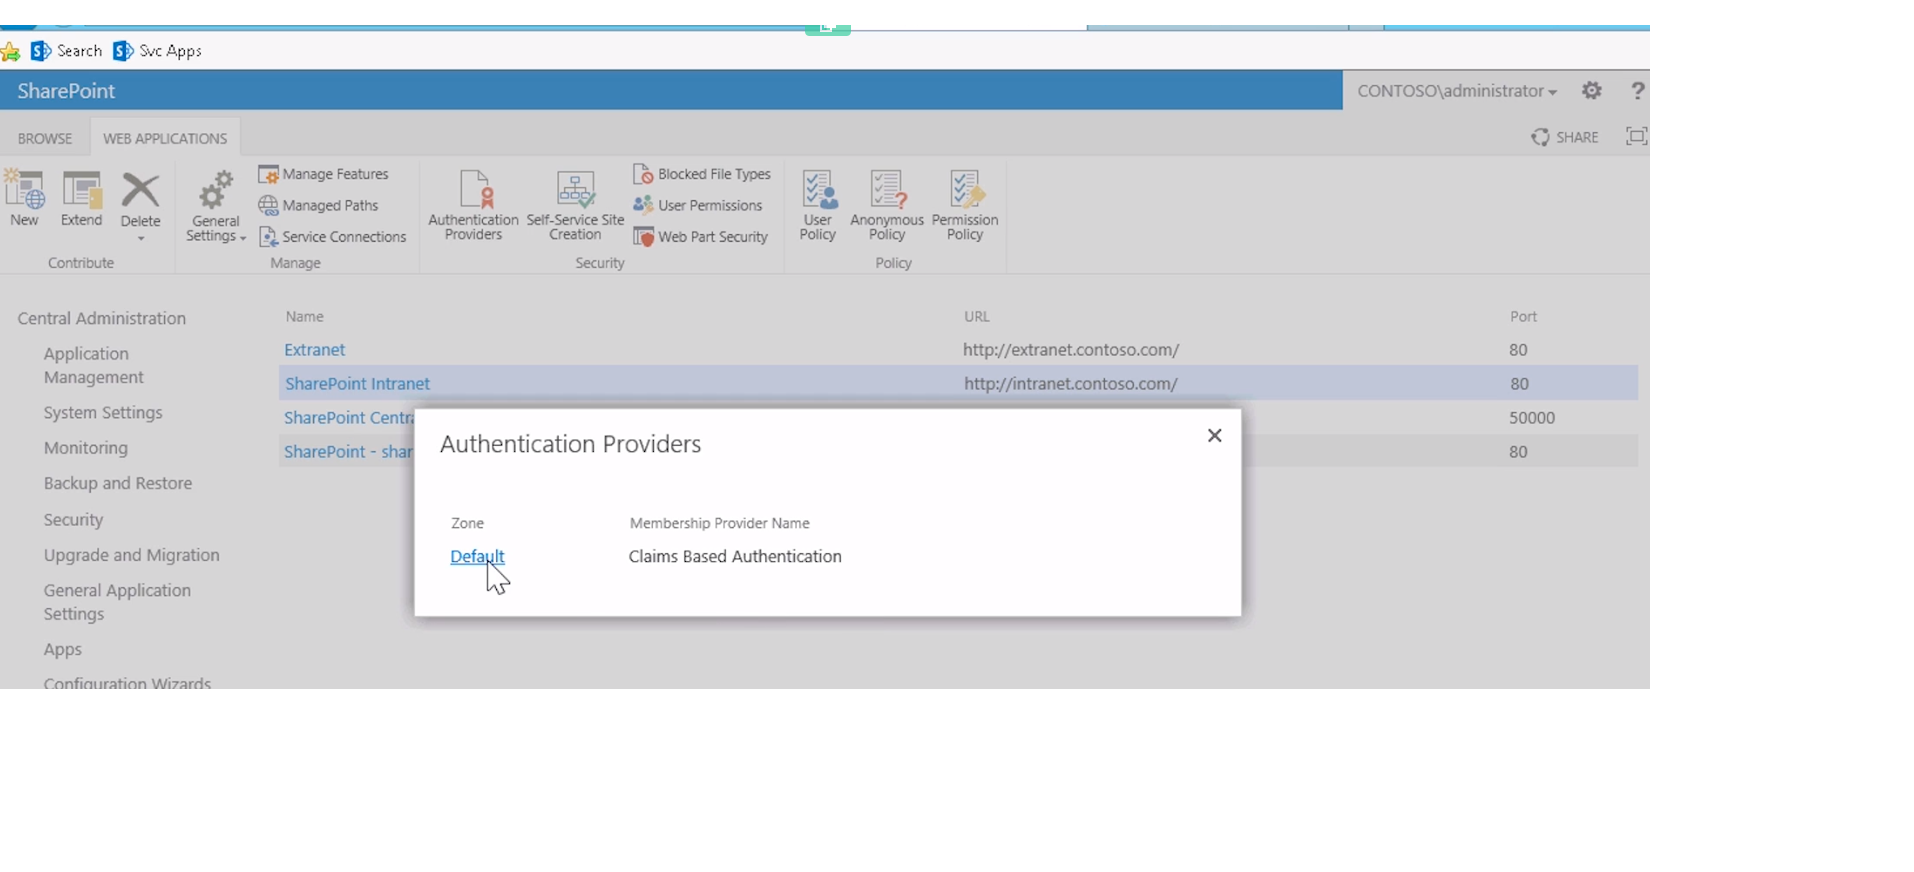 Search Svc Apps
SharePoint CONTOSO\administrator ?
BROWSE WEB APPLICATIONS SHARE
New Extend Delete General Settings Manage Features Managed Paths Service Connections Authentication Providers Self-Service Site Creation Blocked File Types User Permissions Web Part Security User Policy Anonymous Policy Permission Policy
Contribute Manage Security Policy
Central Administration
Application
Management
System Settings
Monitoring
Backup and Restore
Security
Upgrade and Migration
General Application
Settings
Apps
Configuration Wizards
Name URL Port
Extranet http://extranet.contoso.com/ 80
SharePoint Intranet http://intranet.contoso.com/ 80
SharePoint Centr 50000
SharePoint - shar 80
Authentication Providers
Zone Membership Provider Name
Default Claims Based Authentication